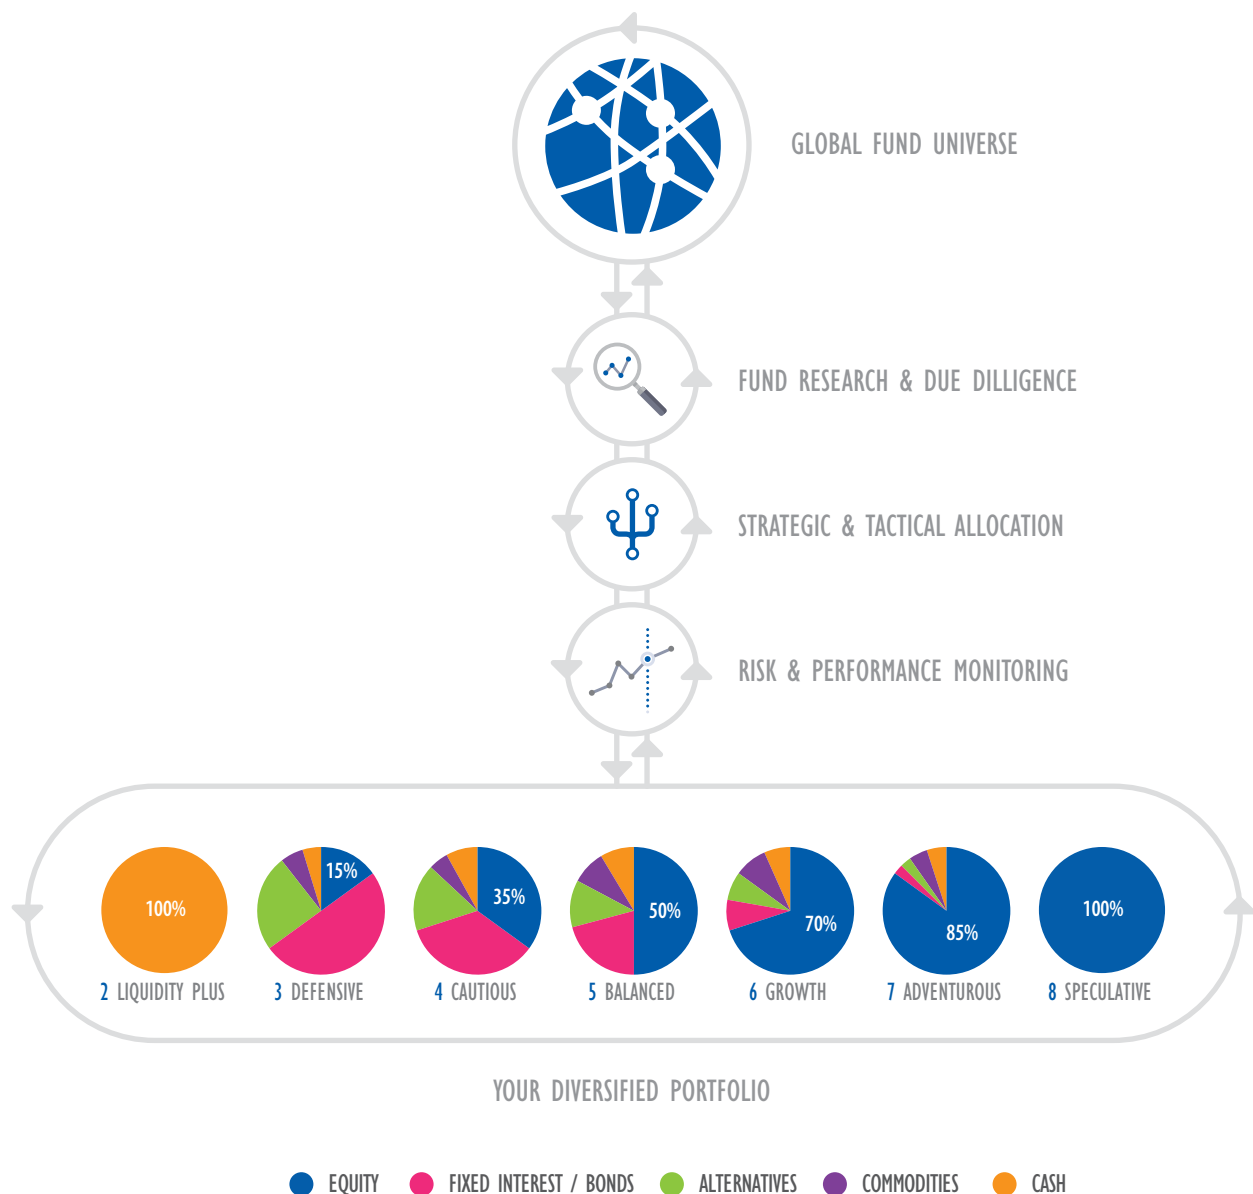 GLOBAL FUND UNIVERSE
FUND RESEARCH & DUE DILLIGENCE
STRATEGIC & TACTICAL ALLOCATION
RISK & PERFORMANCE MONITORING
100%
15%
35%
50%
70%
85%
100%
2 LIQUIDITY PLUS
3 DEFENSIVE
4 CAUTIOUS
5 BALANCED
6 GROWTH
7 ADVENTUROUS
8 SPECULATIVE
YOUR DIVERSIFIED PORTFOLIO
EQUITY
FIXED INTEREST / BONDS
ALTERNATIVES
COMMODITIES
CASH